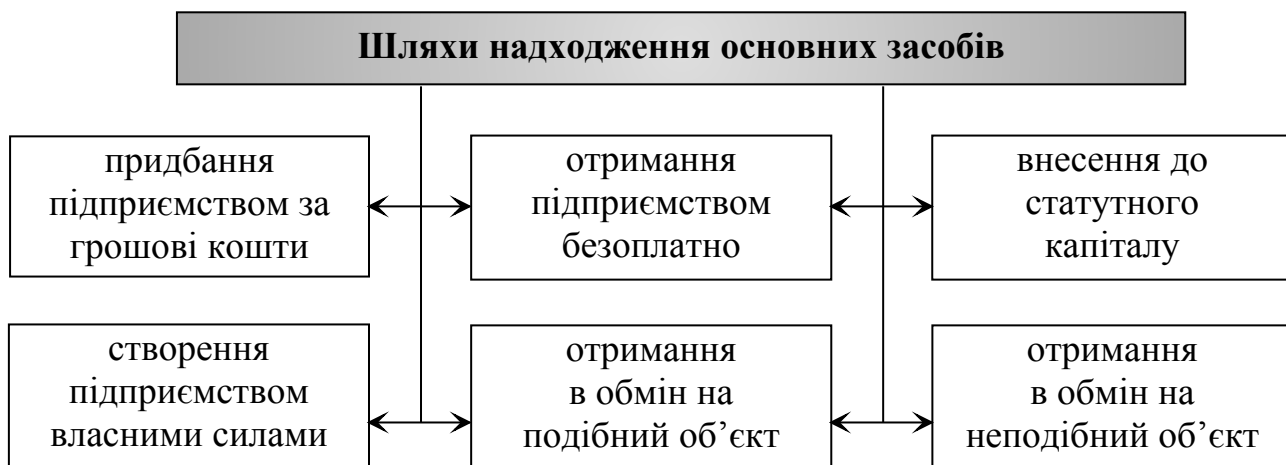 Шляхи надходження основних засобів
придбання
підприємством за
грошові кошти
отримання
підприємством
безоплатно
внесення до
статутного
капіталу
створення
підприємством
власними силами
отримання
в обмін на
подібний об’єкт
отримання
в обмін на
неподібний об’єкт